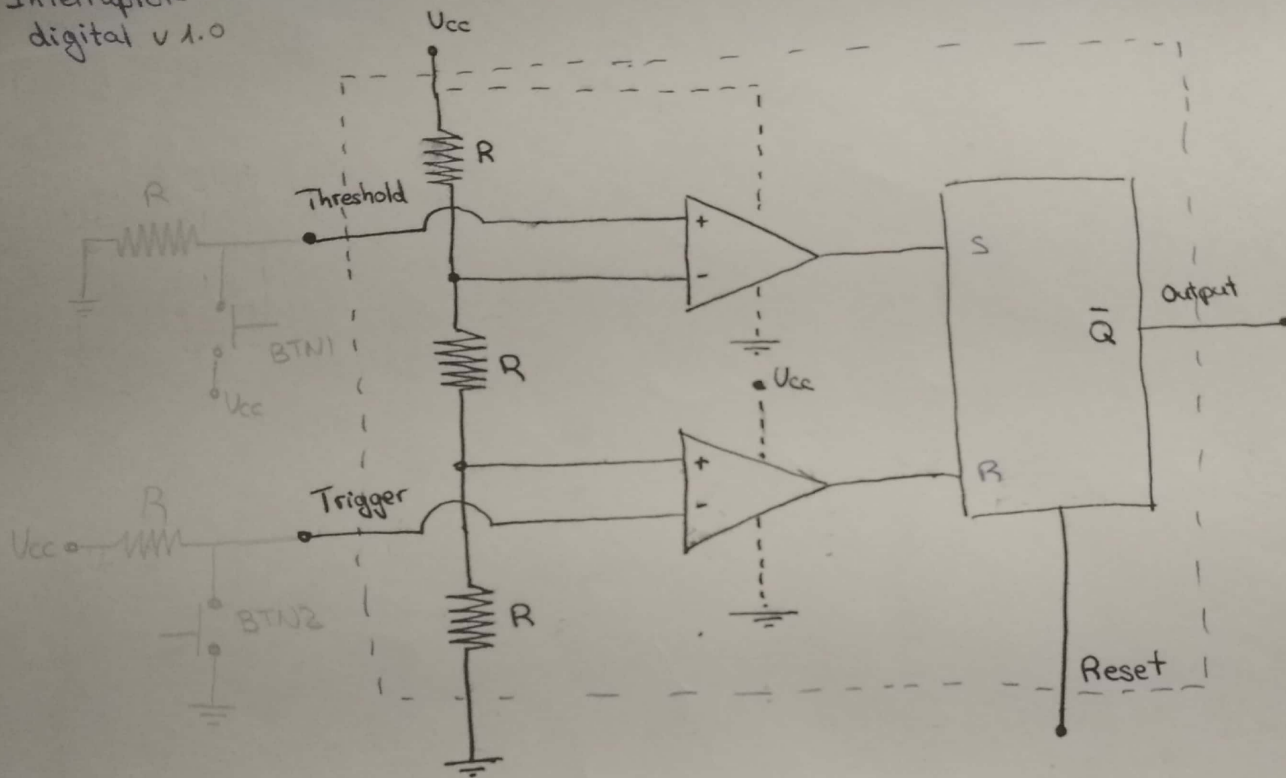 digital v 1.0
Vcc
R
R
Threshold
+
-
S
Q̄
Output
BTN1
Vcc
R
Vcc
R
Trigger
Vcc
+
-
R
BTN2
R
Reset